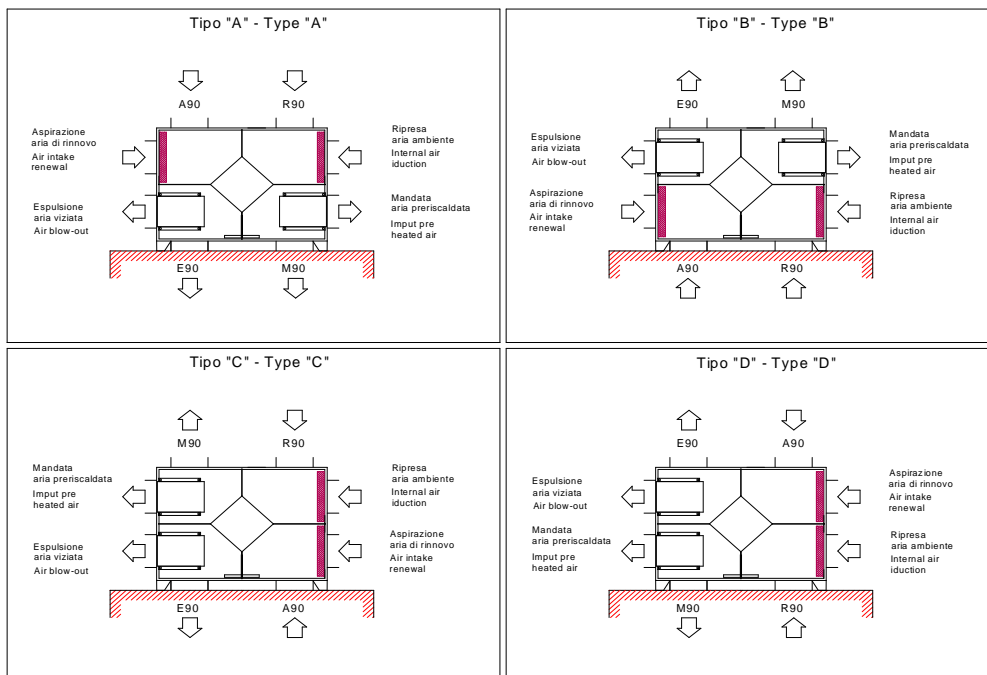 Tipo "A" - Type "A"
A90
R90
Aspirazione
aria di rinnovo
Air intake
renewal
Ripresa
aria ambiente
Internal air
iduction
Espulsione
aria viziata
Air blow-out
Mandata
aria preriscaldata
Imput pre
heated air
E90
M90
Tipo "B" - Type "B"
E90
M90
Espulsione
aria viziata
Air blow-out
Mandata
aria preriscaldata
Imput pre
heated air
Aspirazione
aria di rinnovo
Air intake
renewal
Ripresa
aria ambiente
Internal air
iduction
A90
R90
Tipo "C" - Type "C"
M90
R90
Mandata
aria preriscaldata
Imput pre
heated air
Ripresa
aria ambiente
Internal air
iduction
Espulsione
aria viziata
Air blow-out
Aspirazione
aria di rinnovo
Air intake
renewal
E90
A90
Tipo "D" - Type "D"
E90
A90
Espulsione
aria viziata
Air blow-out
Aspirazione
aria di rinnovo
Air intake
renewal
Mandata
aria preriscaldata
Imput pre
heated air
Ripresa
aria ambiente
Internal air
iduction
M90
R90